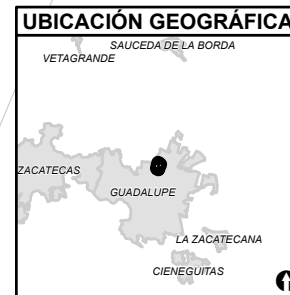 UBICACIÓN GEOGRÁFICA
SAUCEDA DE LA BORDA
VETAGRANDE
ZACATECAS
GUADALUPE
LA ZACATECANA
CIENEGUITAS